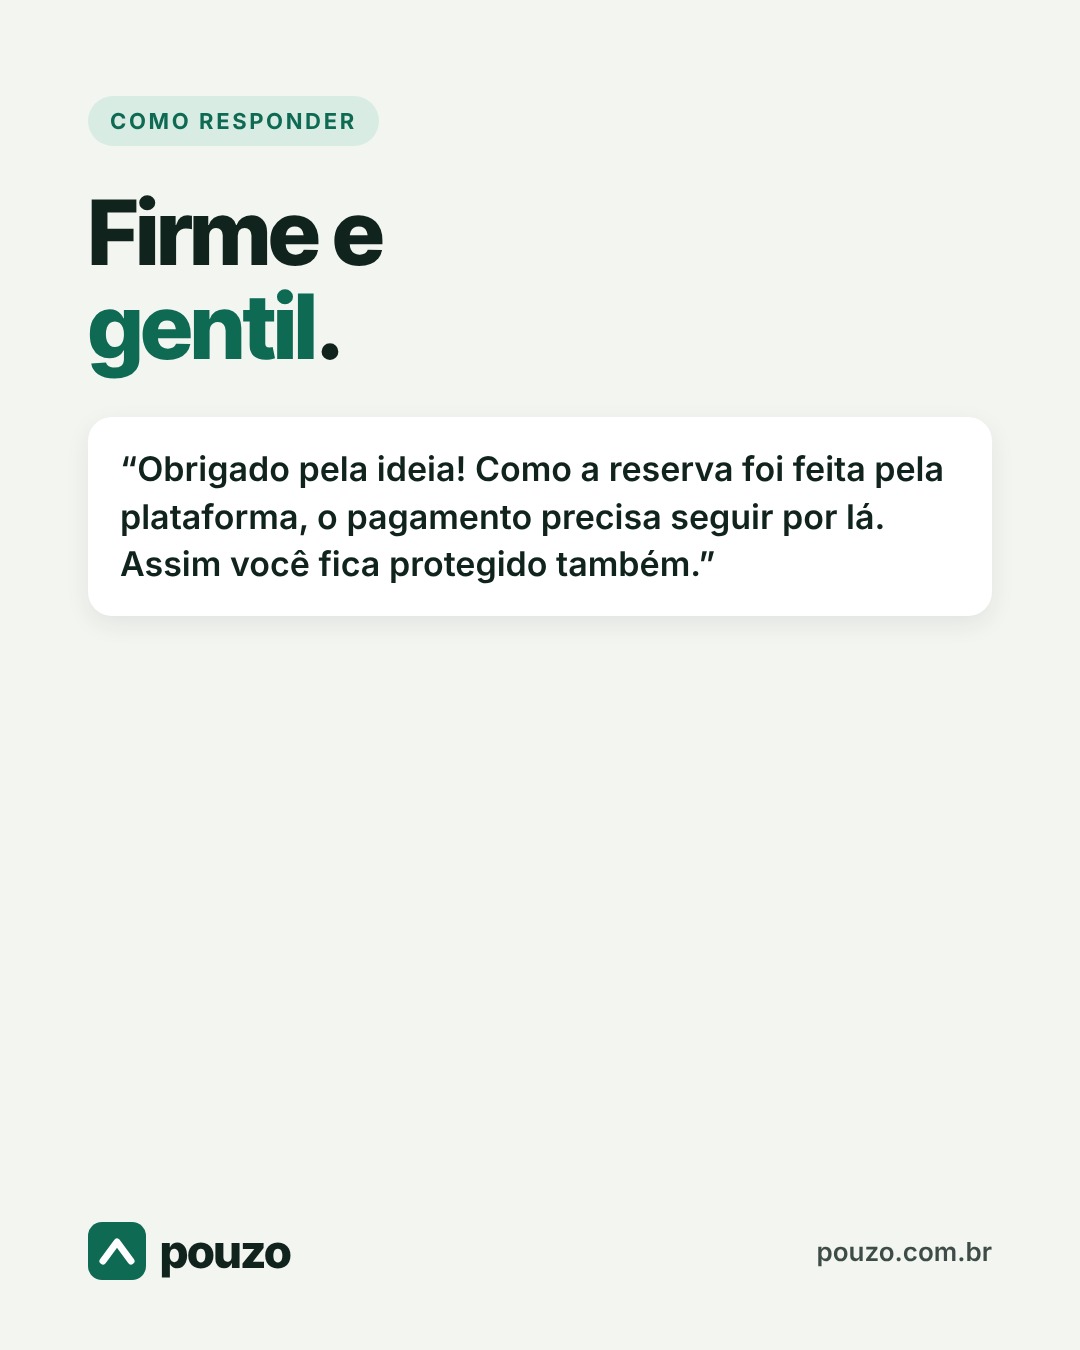 COMO RESPONDER
Firme e
gentil.
“Obrigado pela ideia! Como a reserva foi feita pela
plataforma, o pagamento precisa seguir por lá.
Assim você fica protegido também.”
pouzo
pouzo.com.br